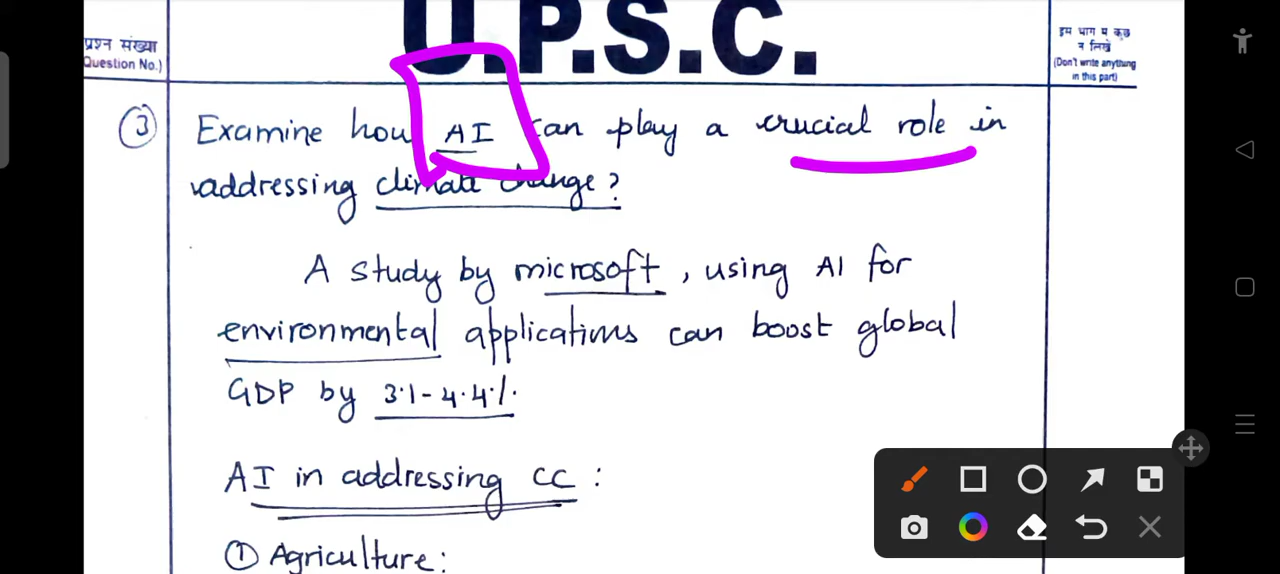 U.P.S.C.
प्रश्न संख्या
(Question No.)
इस भाग में कुछ
न लिखें
(Don't write anything
in this part)
③ Examine how AI can play a crucial role in
addressing climate change?
A study by microsoft, using AI for
environmental applications can boost global
GDP by 3.1-4.4%.
AI in addressing CC :
① Agriculture: